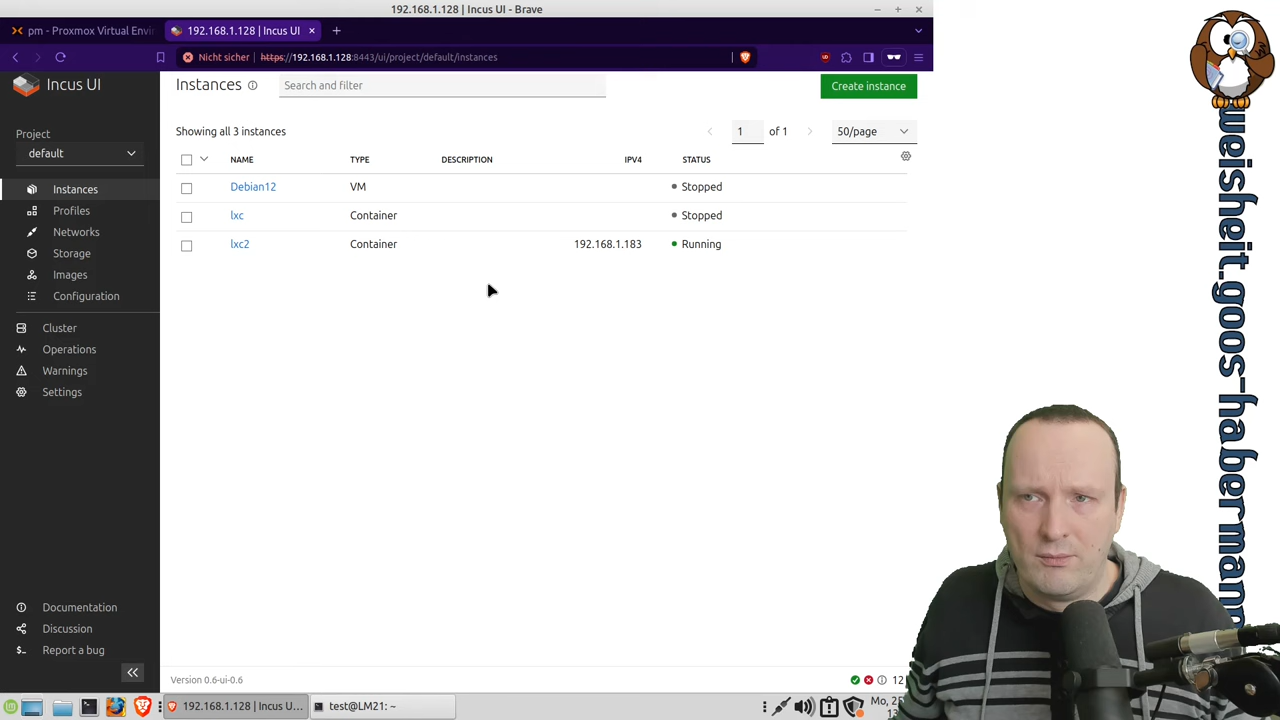 192.168.1.128 | Incus UI - Brave
pm - Proxmox Virtual Envi
192.168.1.128 | Incus UI
Nicht sicher https://192.168.1.128:8443/ui/project/default/instances
Incus UI
Project
default
Instances
Profiles
Networks
Storage
Images
Configuration
Cluster
Operations
Warnings
Settings
Documentation
Discussion
Report a bug
Instances
Search and filter
Create instance
Showing all 3 instances
1 of 1
50/page
NAME TYPE DESCRIPTION IPV4 STATUS
Debian12 VM Stopped
lxc Container Stopped
lxc2 Container 192.168.1.183 Running
Version 0.6-ui-0.6
12
192.168.1.128 | Incus U...
test@LM21: ~
weisheit.goos-habermann